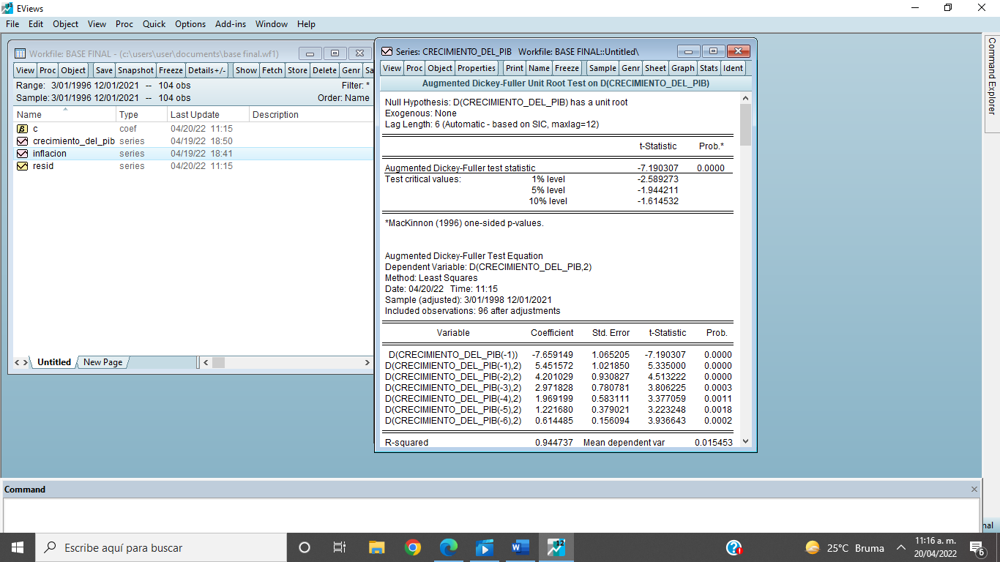 EViews
File Edit Object View Proc Quick Options Add-ins Window Help
Workfile: BASE FINAL - (c:\users\user\documents\base final.wf1)
View Proc Object Save Snapshot Freeze Details+/- Show Fetch Store Delete Genr Sa
Range: 3/01/1996 12/01/2021 -- 104 obs Filter: *
Sample: 3/01/1996 12/01/2021 -- 104 obs Order: Name
Name Type Last Update Description
β c coef 04/20/22 11:15
crecimiento_del_pib series 04/19/22 18:50
inflacion series 04/19/22 18:41
resid series 04/20/22 11:15
Untitled New Page
Series: CRECIMIENTO_DEL_PIB Workfile: BASE FINAL::Untitled\
View Proc Object Properties Print Name Freeze Sample Genr Sheet Graph Stats Ident
Augmented Dickey-Fuller Unit Root Test on D(CRECIMIENTO_DEL_PIB)
Null Hypothesis: D(CRECIMIENTO_DEL_PIB) has a unit root
Exogenous: None
Lag Length: 6 (Automatic - based on SIC, maxlag=12)
t-Statistic Prob.*
Augmented Dickey-Fuller test statistic -7.190307 0.0000
Test critical values: 1% level -2.589273
5% level -1.944211
10% level -1.614532
*MacKinnon (1996) one-sided p-values.
Augmented Dickey-Fuller Test Equation
Dependent Variable: D(CRECIMIENTO_DEL_PIB,2)
Method: Least Squares
Date: 04/20/22 Time: 11:15
Sample (adjusted): 3/01/1998 12/01/2021
Included observations: 96 after adjustments
Variable Coefficient Std. Error t-Statistic Prob.
D(CRECIMIENTO_DEL_PIB(-1)) -7.659149 1.065205 -7.190307 0.0000
D(CRECIMIENTO_DEL_PIB(-1),2) 5.451572 1.021850 5.335000 0.0000
D(CRECIMIENTO_DEL_PIB(-2),2) 4.201029 0.930827 4.513222 0.0000
D(CRECIMIENTO_DEL_PIB(-3),2) 2.971828 0.780781 3.806225 0.0003
D(CRECIMIENTO_DEL_PIB(-4),2) 1.969199 0.583111 3.377059 0.0011
D(CRECIMIENTO_DEL_PIB(-5),2) 1.221680 0.379021 3.223248 0.0018
D(CRECIMIENTO_DEL_PIB(-6),2) 0.614485 0.156094 3.936643 0.0002
R-squared 0.944737 Mean dependent var 0.015453
Command Explorer
Command
nal
Escribe aquí para buscar
12
25°C Bruma
11:16 a. m.
20/04/2022
6